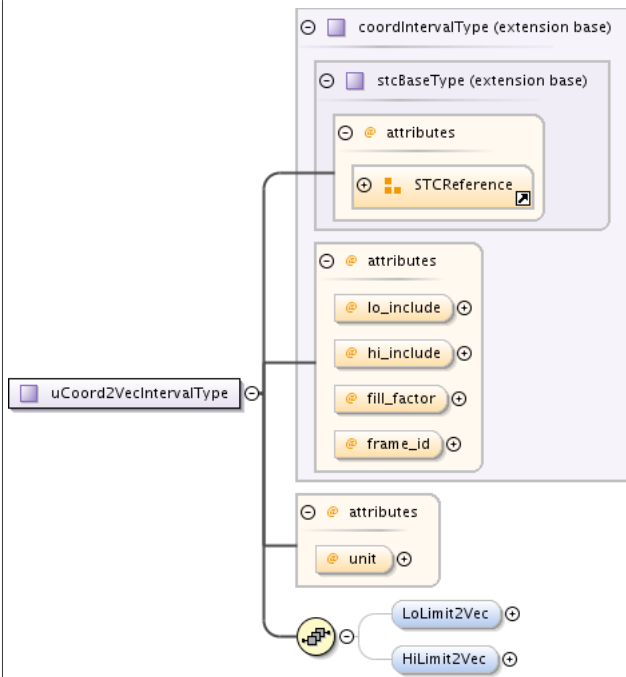 coordIntervalType (extension base)
stcBaseType (extension base)
@ attributes
STCReference
@ attributes
@ lo_include
@ hi_include
@ fill_factor
@ frame_id
uCoord2VecIntervalType
@ attributes
@ unit
LoLimit2Vec
HiLimit2Vec